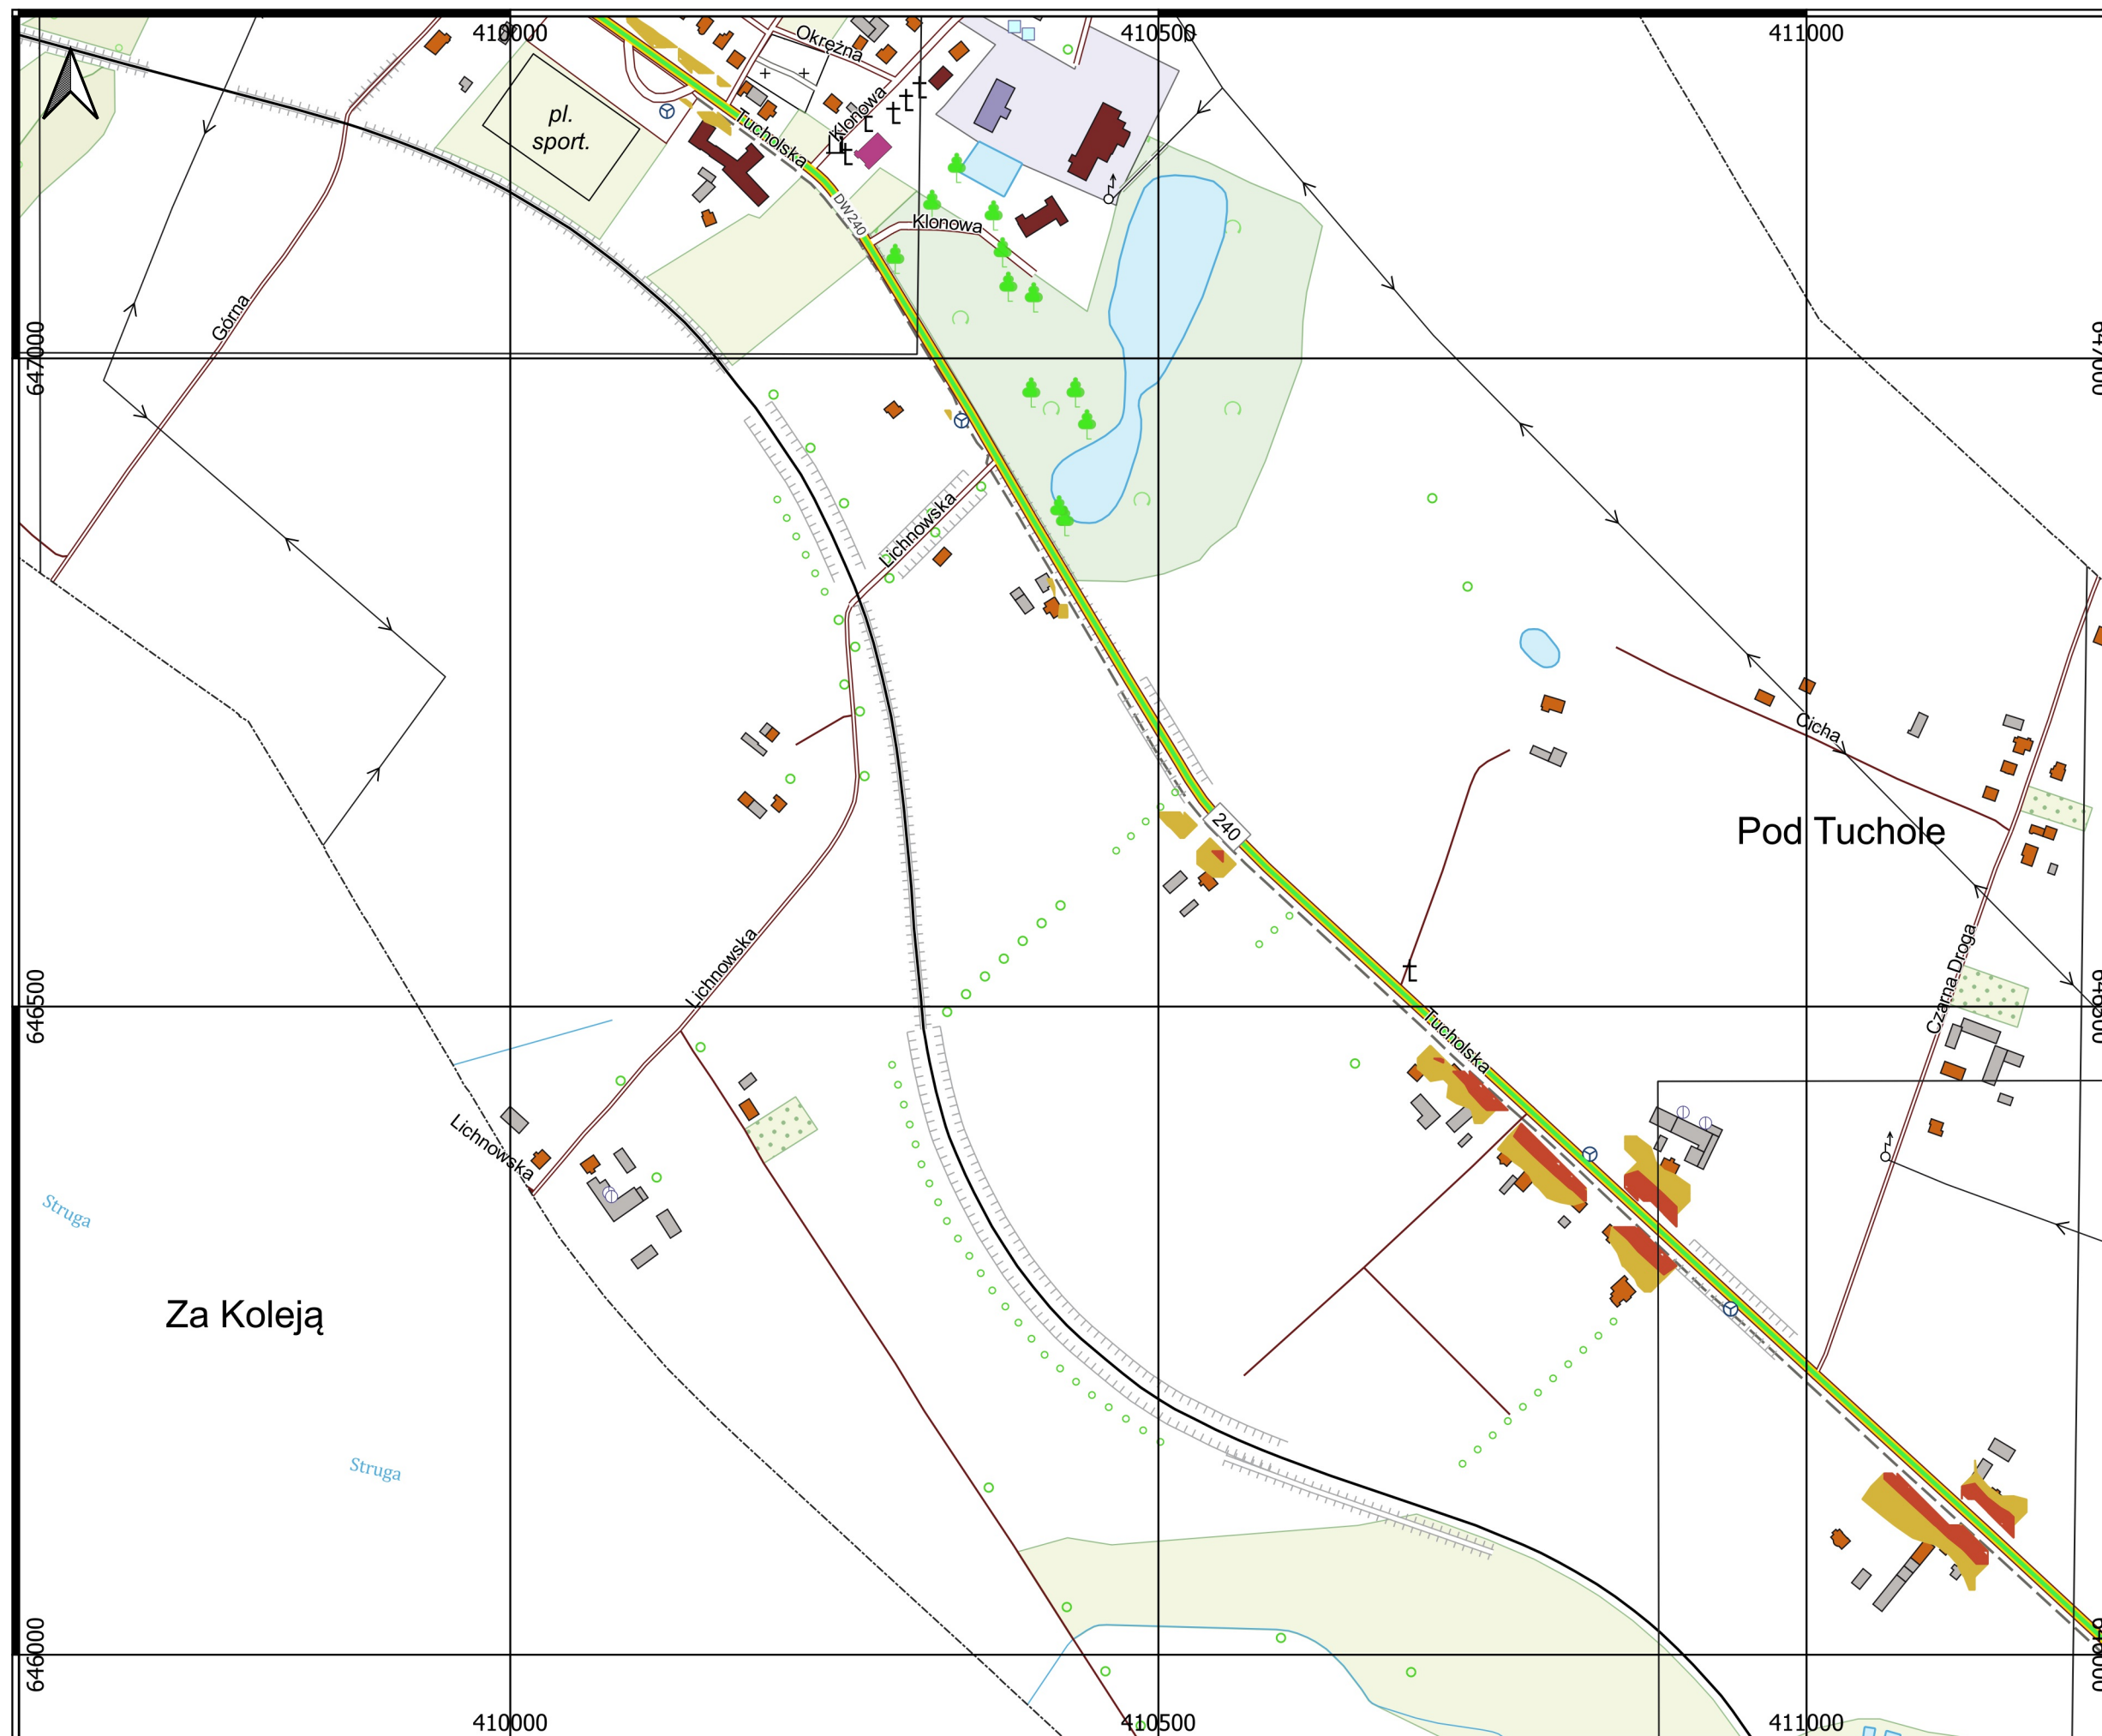 410000
410500
411000
Okrężna
pl.
sport.
Klonowa
Tucholska
DW240
Klonowa
Górna
647000
Lichnowska
240
Cicha
Pod Tuchole
Czarna Droga
Lichnowska
646500
Tucholska
Lichnowska
Struga
Za Koleją
Struga
646000
410000
410500
411000